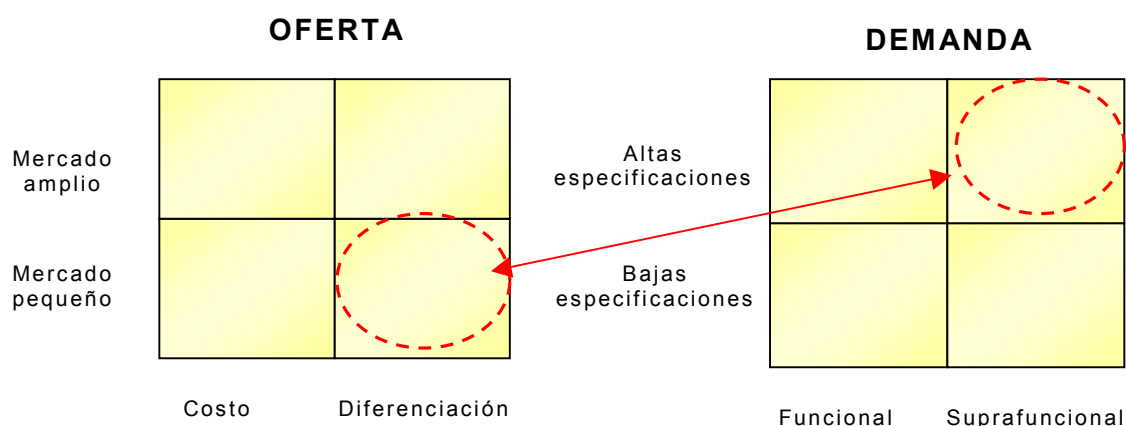 OFERTA
DEMANDA
Mercado
amplio
Altas
especificaciones
Mercado
pequeño
Bajas
especificaciones
Costo
Diferenciación
Funcional
Suprafuncional